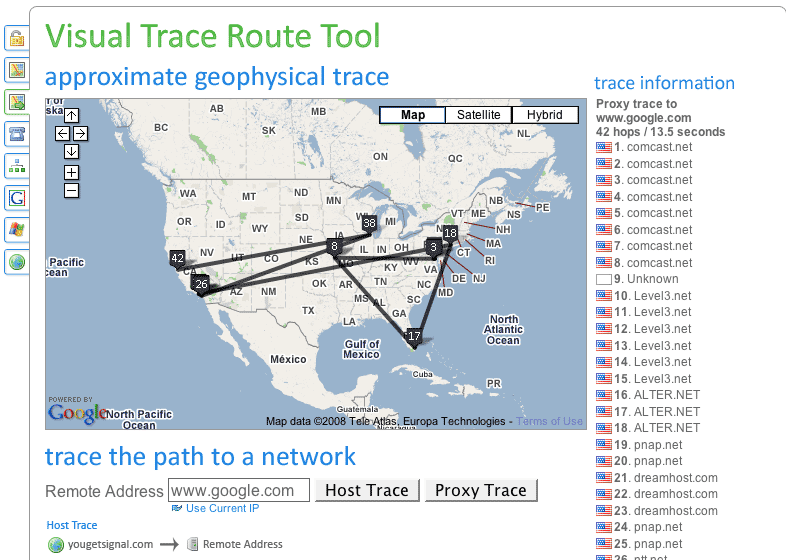 Visual Trace Route Tool
approximate geophysical trace
Map
Satellite
Hybrid
AB
BC
SK
MB
NL
ON
QC
NB
PE
NS
VT
ME
NH
MA
CT
RI
NJ
DE
MD
MT
ND
OR
ID
SD
WY
MI
IA
NE
NV
UT
CO
KS
MO
IL
IN
OH
WV
VA
KY
CA
AZ
NM
OK
AR
TN
NC
SC
MS
AL
GA
TX
LA
38
8
3
18
42
26
17
Pacific
North
Atlantic
Ocean
Gulf of
Mexico
México
Cuba
PR
Guatemala
Nicaragua
POWERED BY
Google
North Pacific
Ocean
Map data ©2008 Tele Atlas, Europa Technologies - Terms of Use
trace the path to a network
Remote Address
www.google.com
Host Trace
Proxy Trace
Use Current IP
Host Trace
yougetsignal.com
Remote Address
trace information
Proxy trace to
www.google.com
42 hops / 13.5 seconds
1. comcast.net
2. comcast.net
3. comcast.net
4. comcast.net
5. comcast.net
6. comcast.net
7. comcast.net
8. comcast.net
9. Unknown
10. Level3.net
11. Level3.net
12. Level3.net
13. Level3.net
14. Level3.net
15. Level3.net
16. ALTER.NET
17. ALTER.NET
18. ALTER.NET
19. pnap.net
20. pnap.net
21. dreamhost.com
22. dreamhost.com
23. dreamhost.com
24. pnap.net
25. pnap.net
26. ntt.net